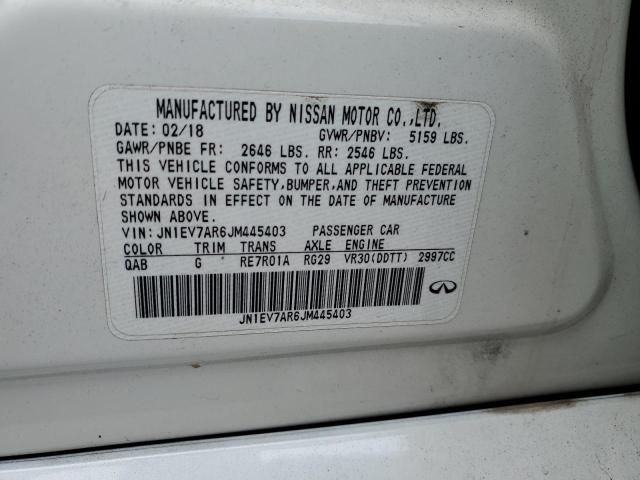 MANUFACTURED BY NISSAN MOTOR CO.,LTD.
DATE: 02/18 GVWR/PNBV: 5159 LBS.
GAWR/PNBE FR: 2646 LBS. RR: 2546 LBS.
THIS VEHICLE CONFORMS TO ALL APPLICABLE FEDERAL
MOTOR VEHICLE SAFETY,BUMPER,AND THEFT PREVENTION
STANDARDS IN EFFECT ON THE DATE OF MANUFACTURE
SHOWN ABOVE.
VIN: JN1EV7AR6JM445403 PASSENGER CAR
COLOR TRIM TRANS AXLE ENGINE
QAB G RE7R01A RG29 VR30(DDTT) 2997CC
JN1EV7AR6JM445403